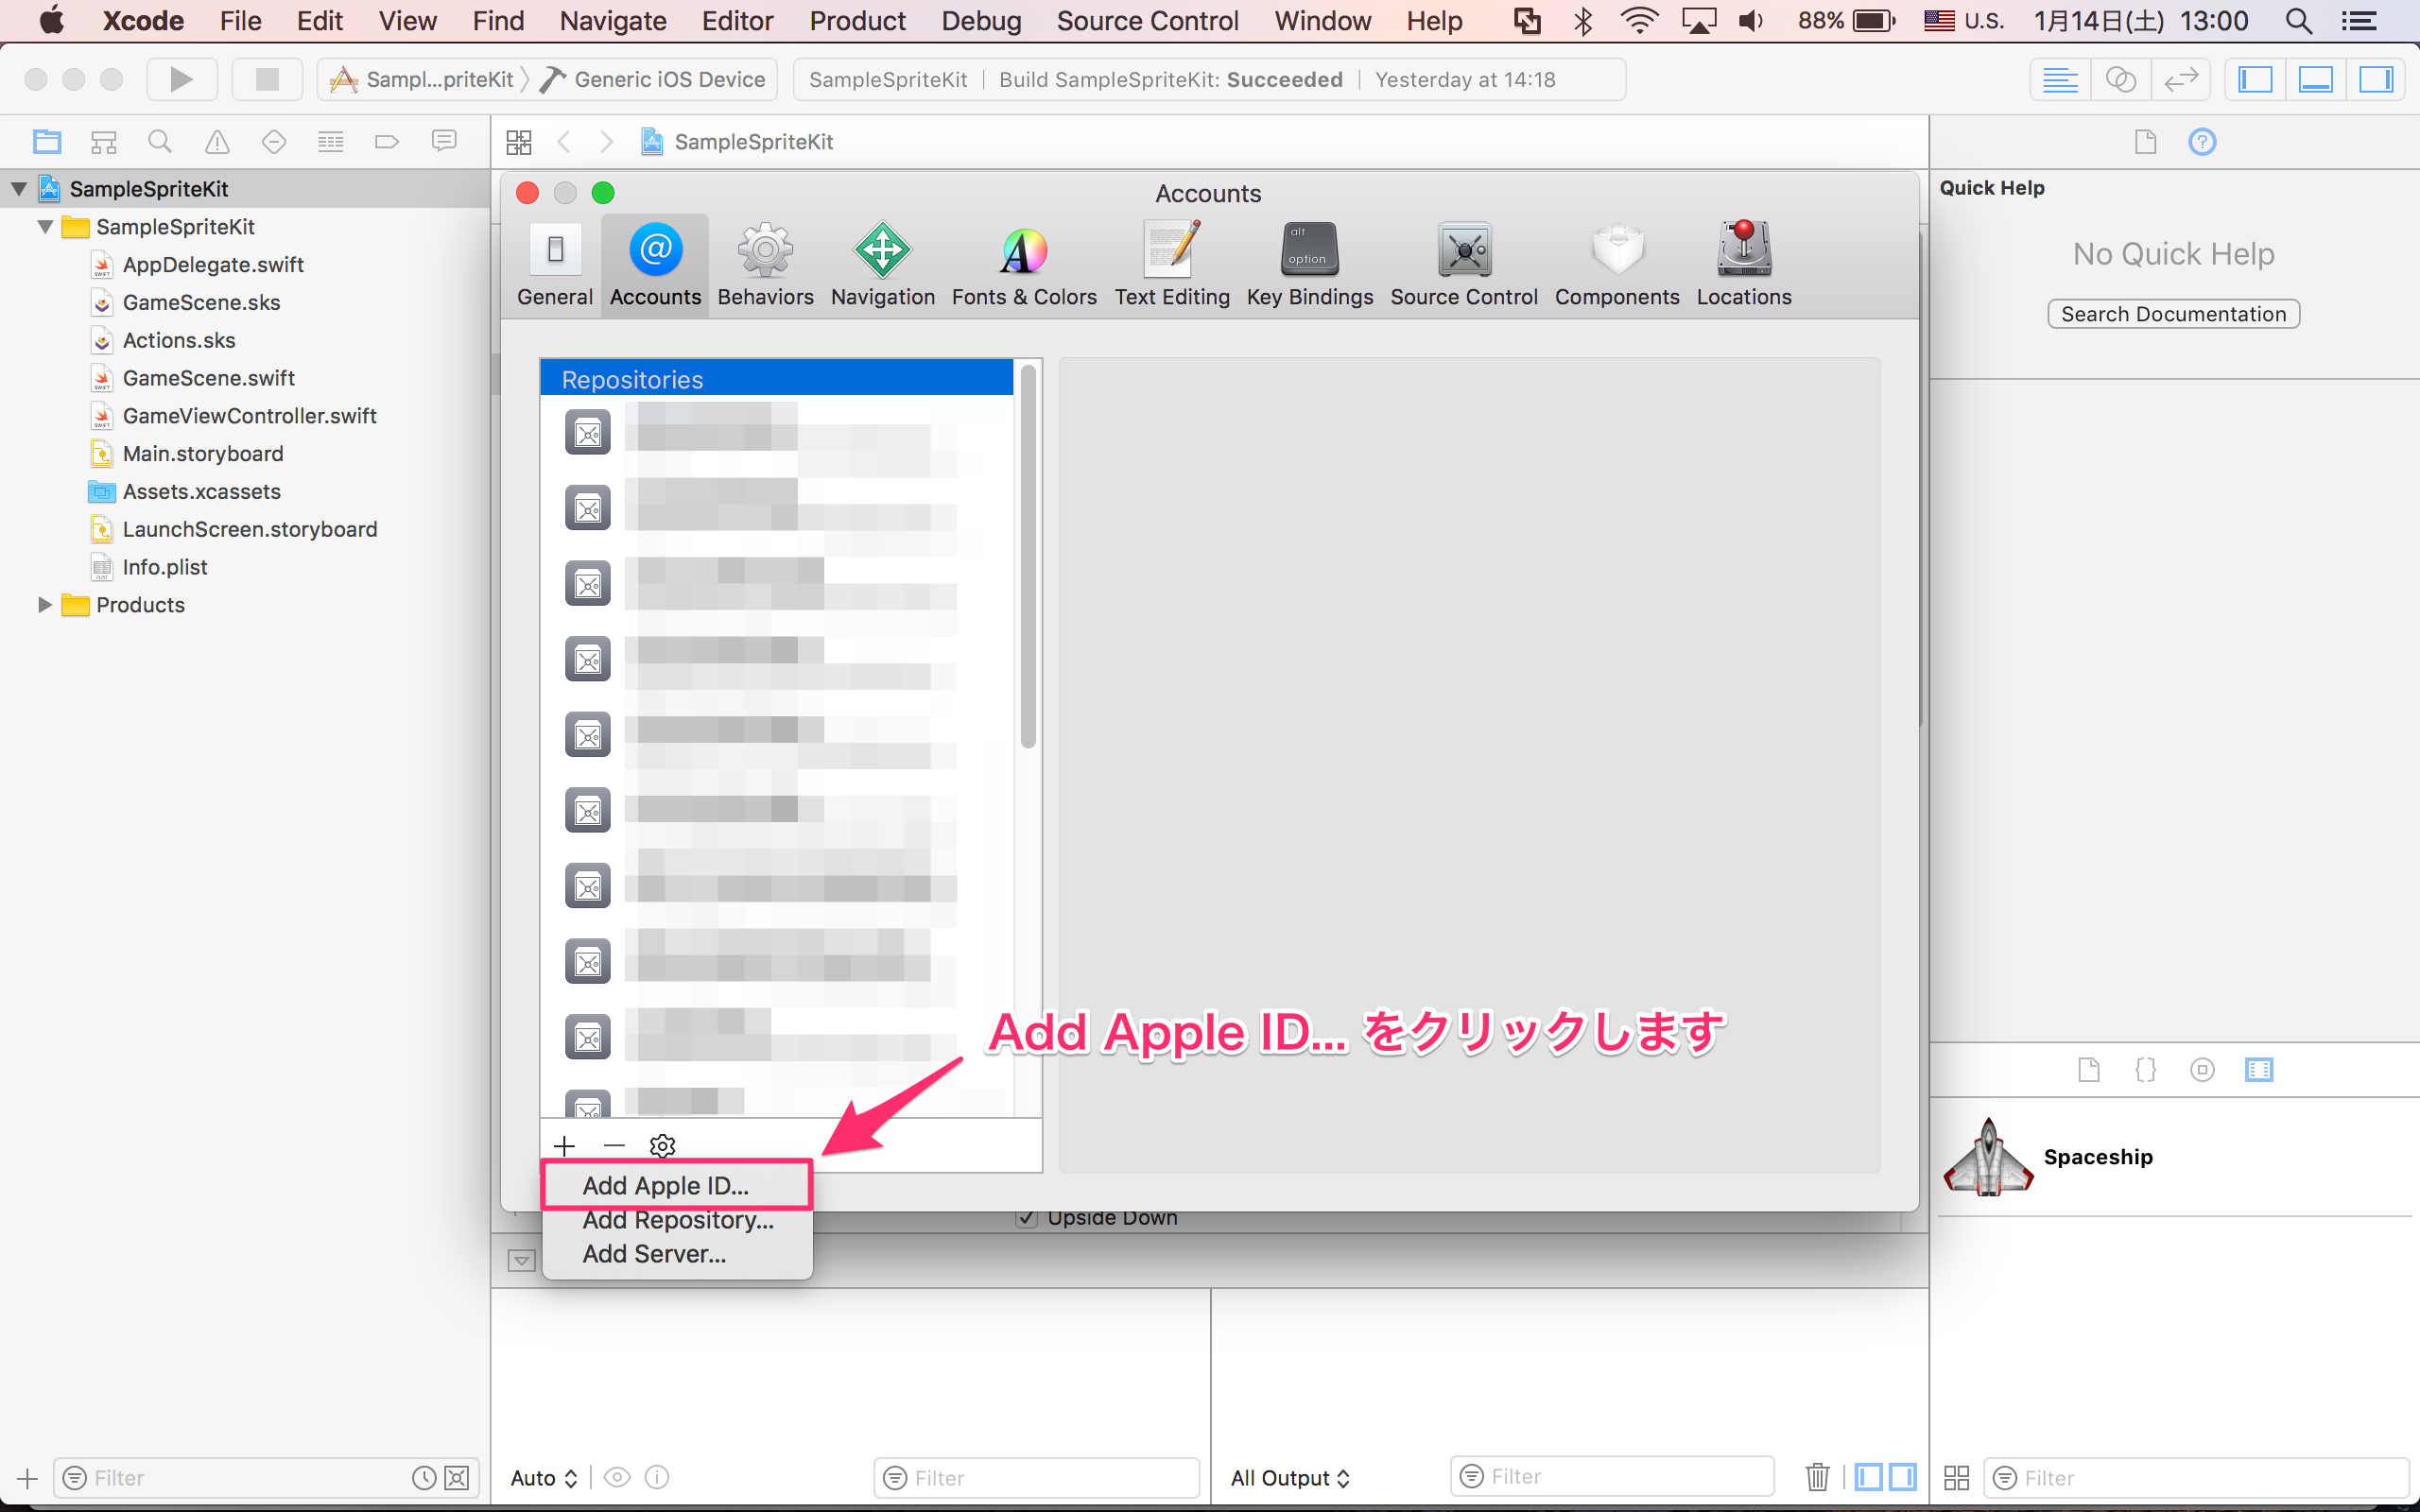 Xcode File Edit View Find Navigate Editor Product Debug Source Control Window Help 88% U.S. 1月14日(土) 13:00
Sampl...priteKit Generic iOS Device SampleSpriteKit | Build SampleSpriteKit: Succeeded | Yesterday at 14:18
SampleSpriteKit
SampleSpriteKit
SampleSpriteKit
AppDelegate.swift
GameScene.sks
Actions.sks
GameScene.swift
GameViewController.swift
Main.storyboard
Assets.xcassets
LaunchScreen.storyboard
Info.plist
Products
Accounts
alt
option
General Accounts Behaviors Navigation Fonts & Colors Text Editing Key Bindings Source Control Components Locations
Repositories
Add Apple ID... をクリックします
Add Apple ID...
Add Repository...
Add Server...
Upside Down
Quick Help
No Quick Help
Search Documentation
Spaceship
Filter
Auto
Filter
All Output
Filter
Filter